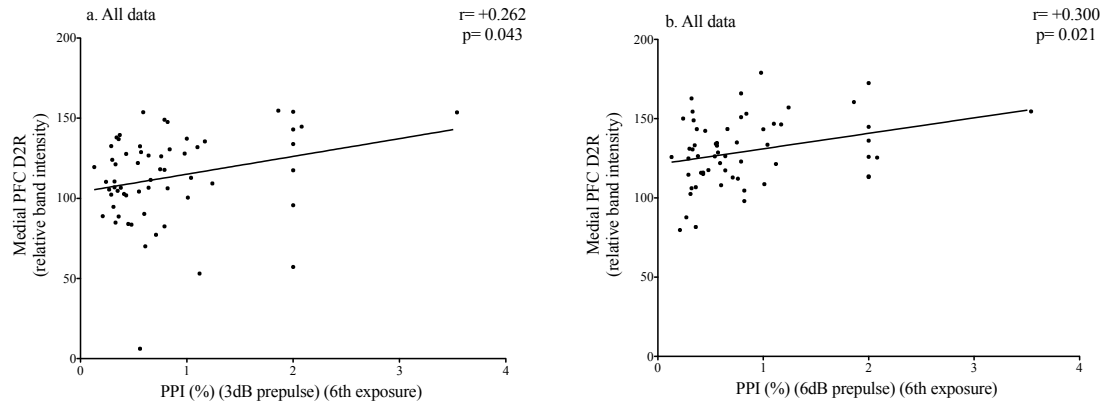 a. All data
r= +0.262
p= 0.043
200
150
100
50
0
Medial PFC D2R
(relative band intensity)
0 1 2 3 4
PPI (%) (3dB prepulse) (6th exposure)
b. All data
r= +0.300
p= 0.021
200
150
100
50
0
Medial PFC D2R
(relative band intensity)
0 1 2 3 4
PPI (%) (6dB prepulse) (6th exposure)